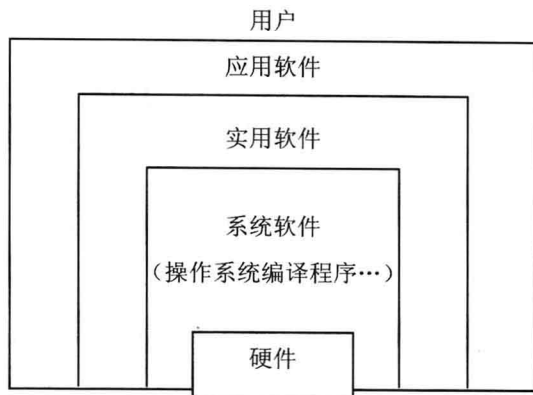 用户
应用软件
实用软件
系统软件
（操作系统编译程序…）
硬件